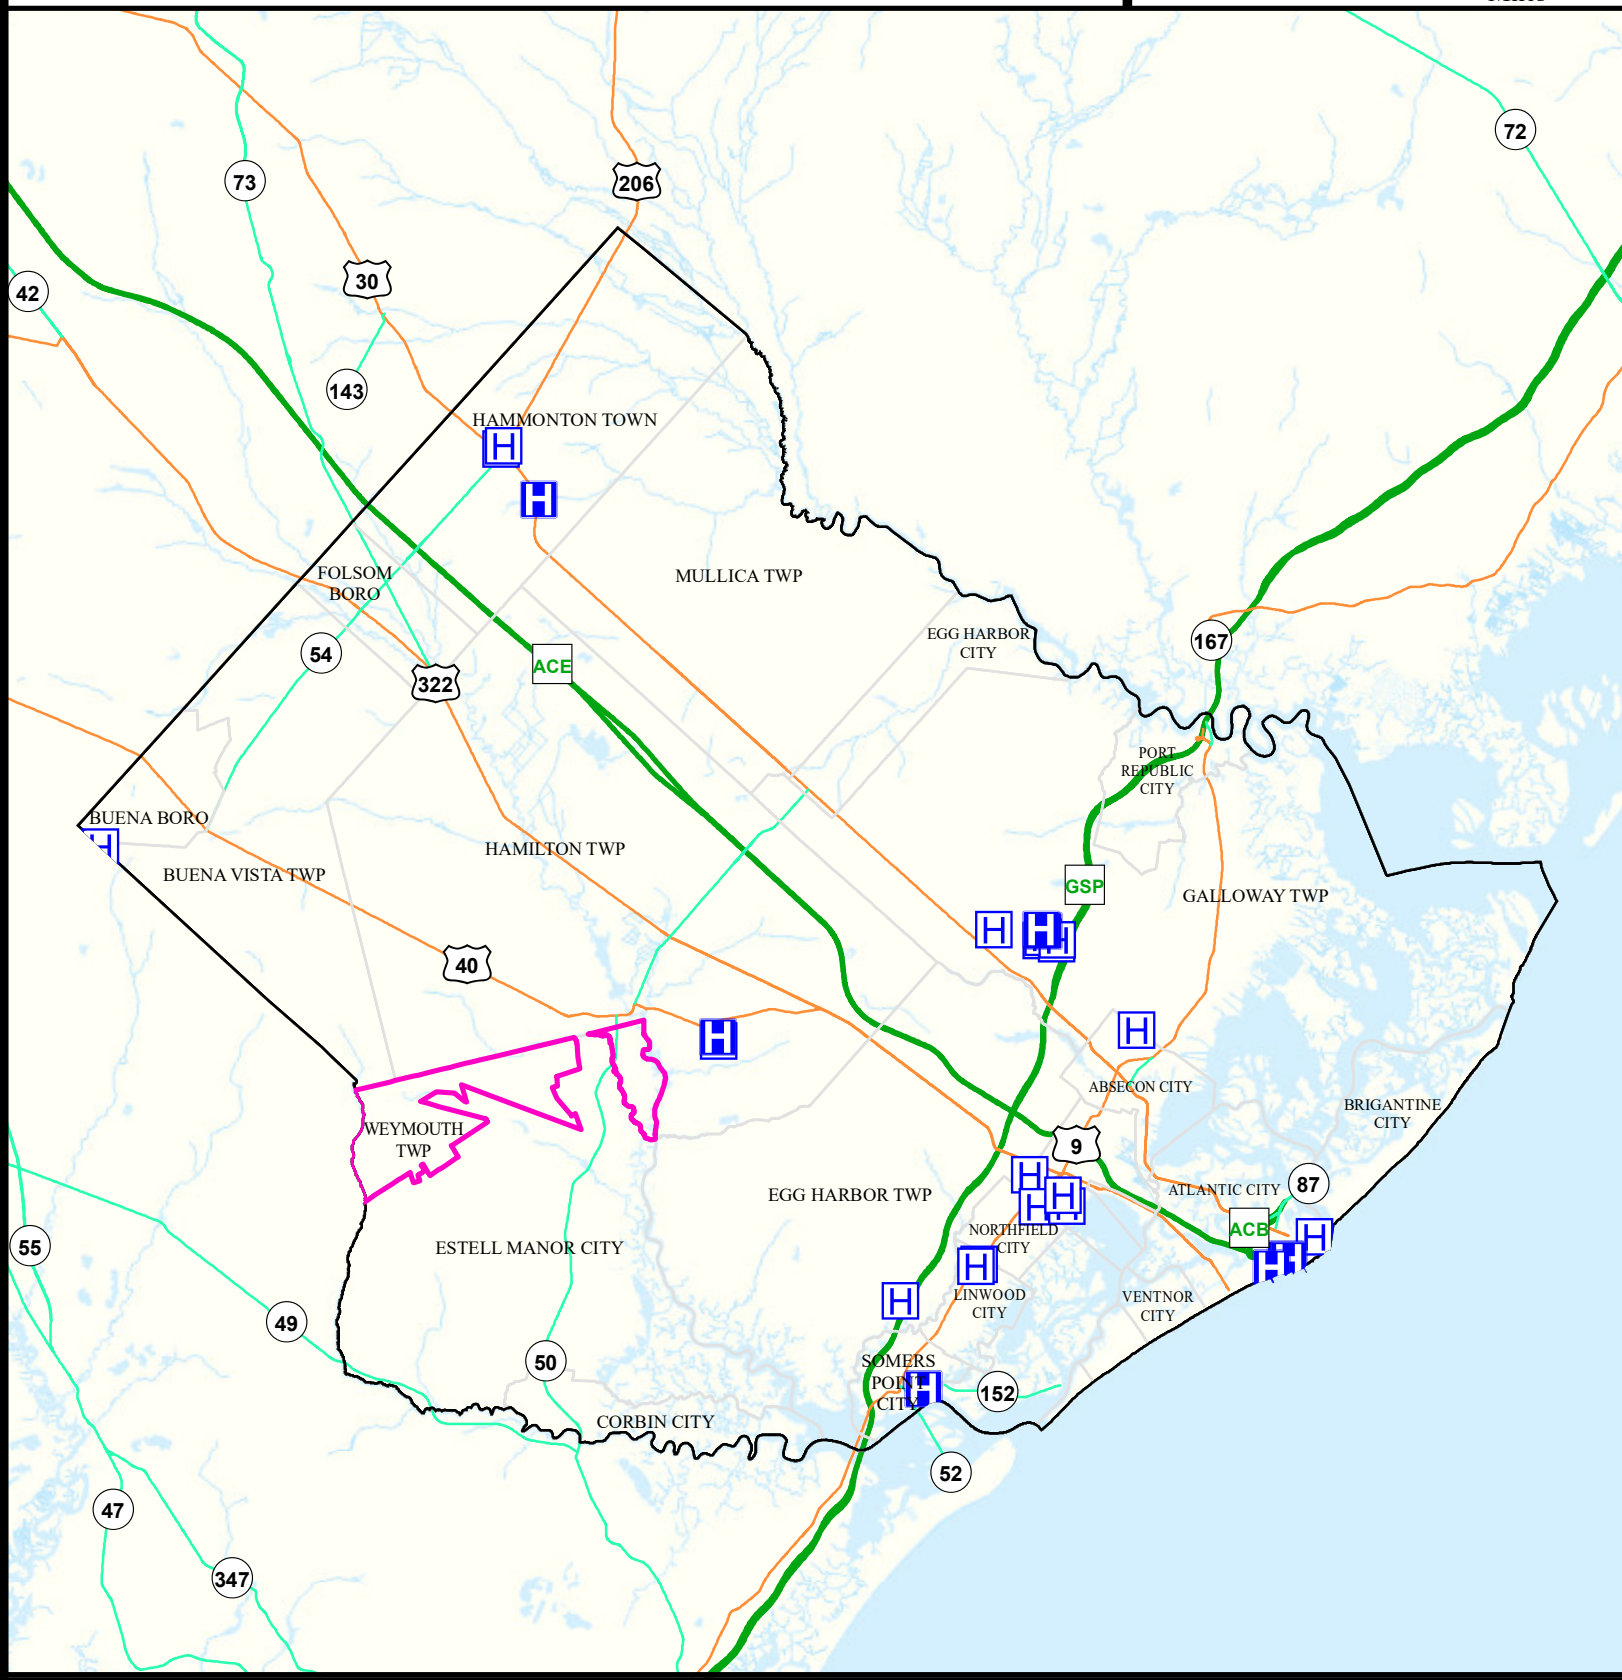 72
73
206
30
42
143
HAMMONTON TOWN
H
H
FOLSOM
BORO
MULLICA TWP
EGG HARBOR
CITY
167
54
ACE
322
PORT
REPUBLIC
CITY
BUENA BORO
H
HAMILTON TWP
BUENA VISTA TWP
GSP
GALLOWAY TWP
H
H
H
40
H
H
ABSECON CITY
BRIGANTINE
CITY
WEYMOUTH
TWP
9
H
EGG HARBOR TWP
ATLANTIC CITY
87
H
H
NORTHFIELD
CITY
ACB
H
ESTELL MANOR CITY
55
H
H
H
LINWOOD
CITY
VENTNOR
CITY
49
50
SOMERS
POINT
CITY
H
152
CORBIN CITY
52
47
347